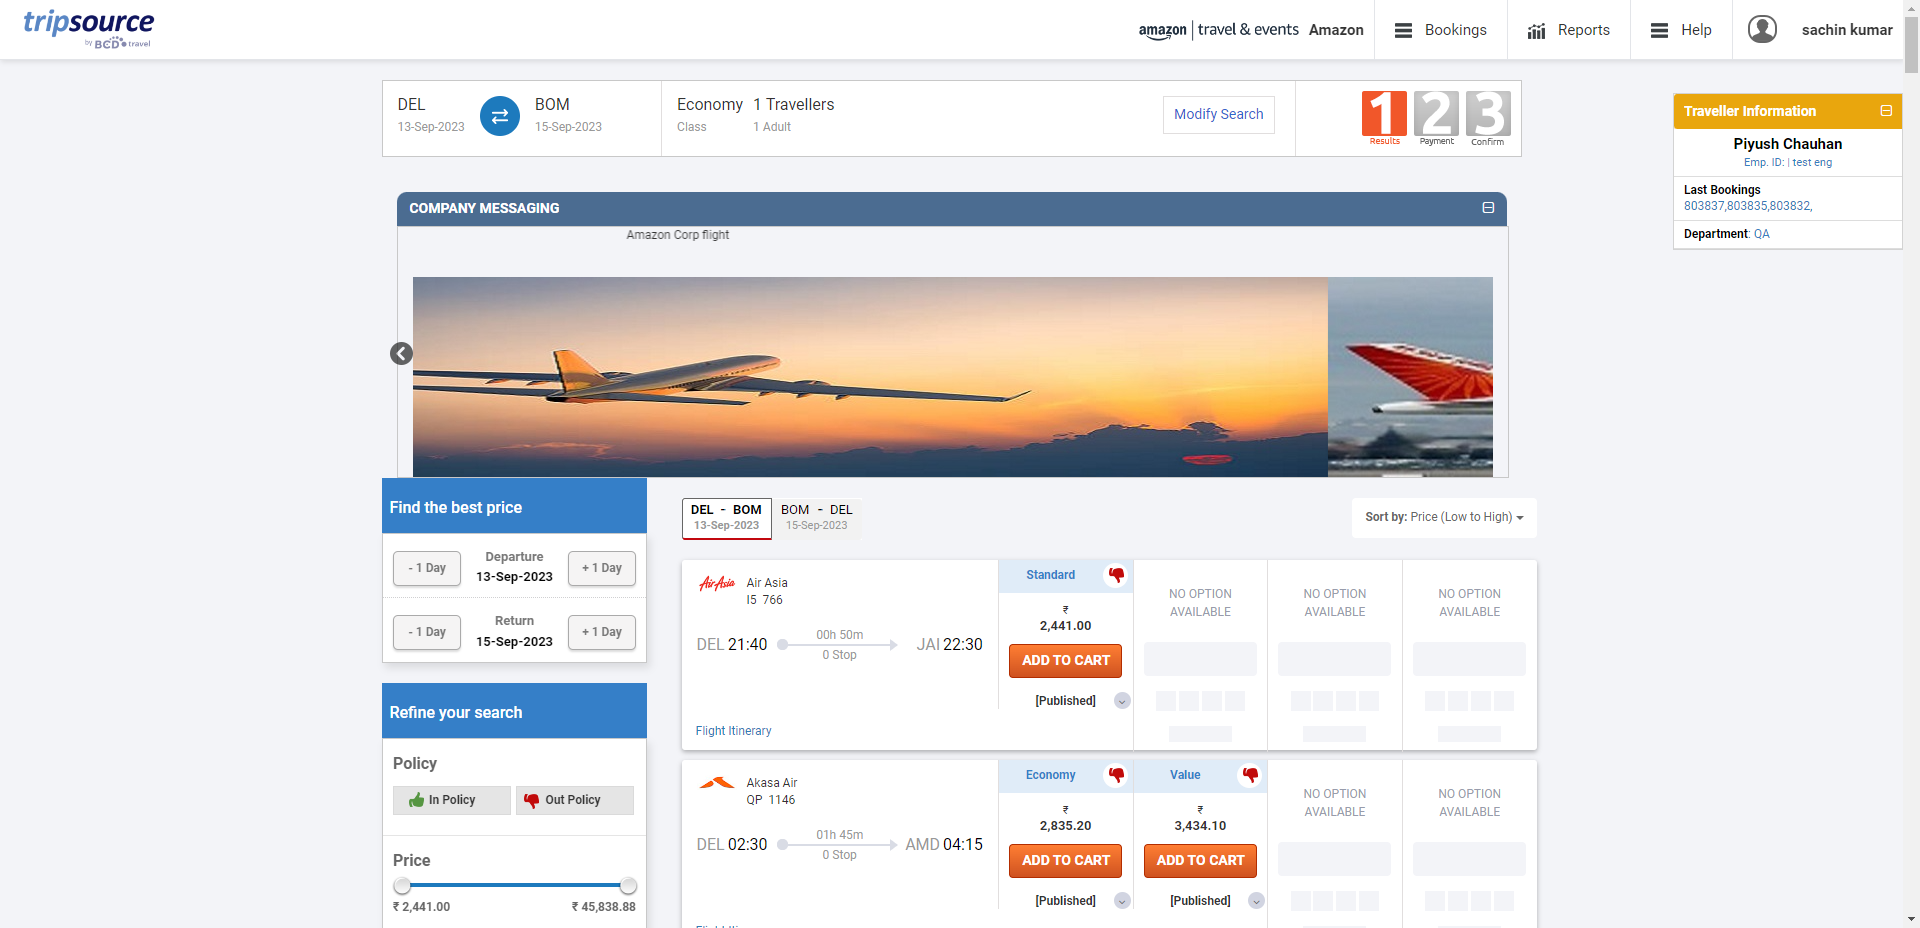 tripsource
by BCD travel
amazon | travel & events Amazon
Bookings
Reports
Help
sachin kumar
DEL
13-Sep-2023
BOM
15-Sep-2023
Economy 1 Travellers
Class 1 Adult
Modify Search
1 2 3
Results Payment Confirm
Traveller Information
Piyush Chauhan
Emp. ID: | test eng
Last Bookings
803837,803835,803832,
Department: QA
COMPANY MESSAGING
Amazon Corp flight
Find the best price
- 1 Day
Departure
13-Sep-2023
+ 1 Day
- 1 Day
Return
15-Sep-2023
+ 1 Day
Refine your search
Policy
In Policy
Out Policy
Price
₹ 2,441.00 ₹ 45,838.88
DEL - BOM
13-Sep-2023
BOM - DEL
15-Sep-2023
Sort by: Price (Low to High)
AirAsia
Air Asia
I5 766
DEL 21:40
00h 50m
0 Stop
JAI 22:30
Flight Itinerary
Standard
₹
2,441.00
ADD TO CART
[Published]
NO OPTION
AVAILABLE
NO OPTION
AVAILABLE
NO OPTION
AVAILABLE
Akasa Air
QP 1146
DEL 02:30
01h 45m
0 Stop
AMD 04:15
Economy
₹
2,835.20
ADD TO CART
[Published]
Value
₹
3,434.10
ADD TO CART
[Published]
NO OPTION
AVAILABLE
NO OPTION
AVAILABLE